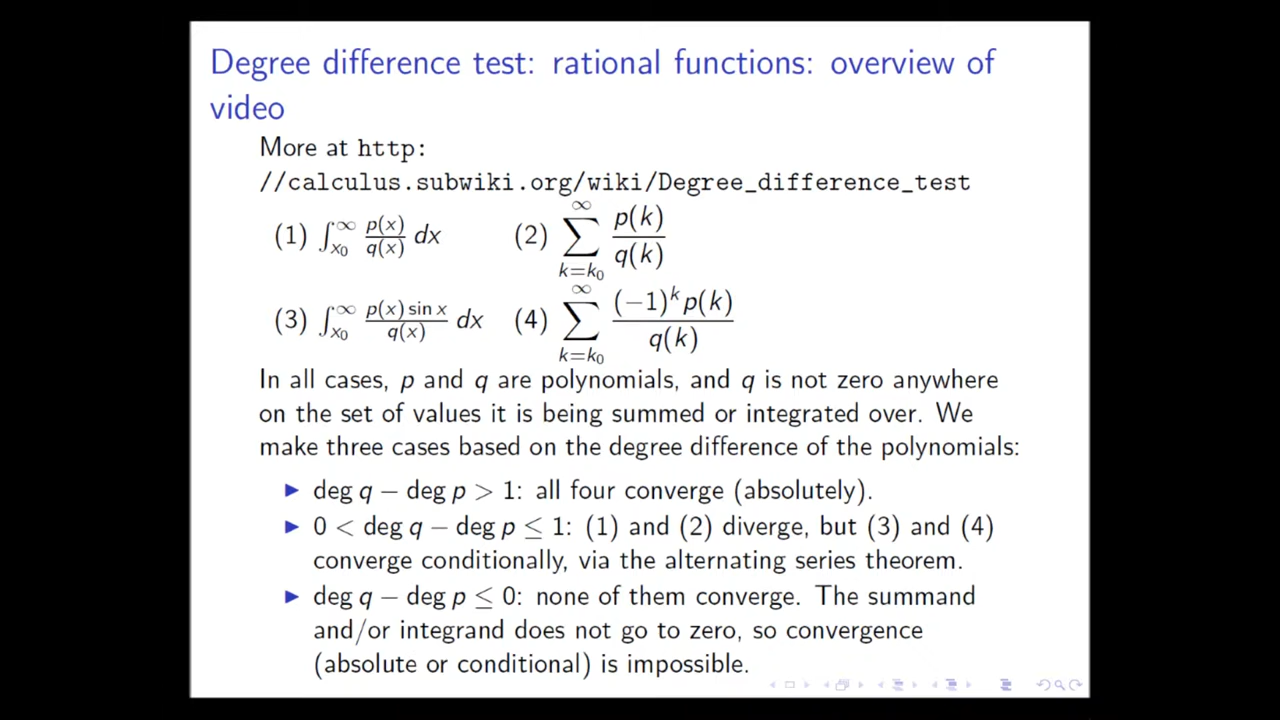 Degree difference test: rational functions: overview of
video
More at http:
//calculus.subwiki.org/wiki/Degree_difference_test
(1) ∫_{x₀}^{∞} p(x)/q(x) dx (2) ∑_{k=k₀}^{∞} p(k)/q(k)
(3) ∫_{x₀}^{∞} p(x) sin x/q(x) dx (4) ∑_{k=k₀}^{∞} (−1)^k p(k)/q(k)
In all cases, p and q are polynomials, and q is not zero anywhere
on the set of values it is being summed or integrated over. We
make three cases based on the degree difference of the polynomials:
▶ deg q − deg p > 1: all four converge (absolutely).
▶ 0 < deg q − deg p ≤ 1: (1) and (2) diverge, but (3) and (4)
converge conditionally, via the alternating series theorem.
▶ deg q − deg p ≤ 0: none of them converge. The summand
and/or integrand does not go to zero, so convergence
(absolute or conditional) is impossible.